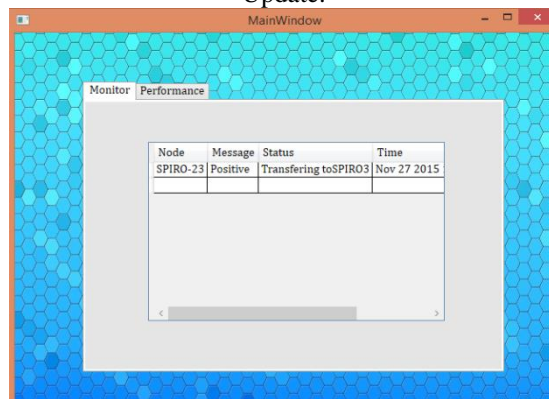 Update.
MainWindow
Monitor Performance
Node Message Status Time
SPIRO-23 Positive Transfering toSPIRO3 Nov 27 2015